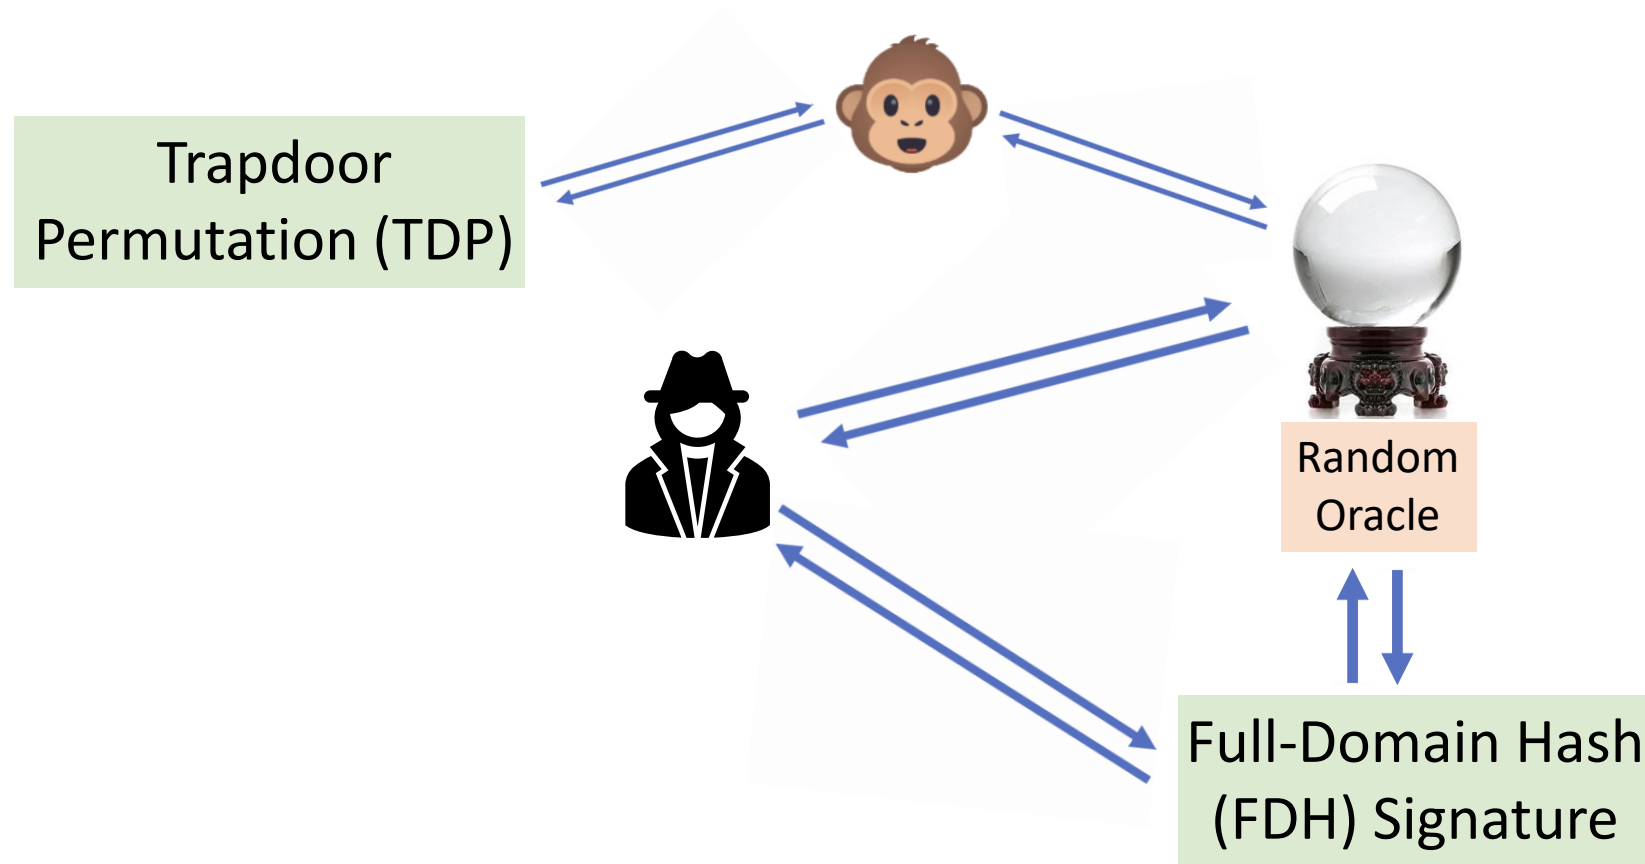 Trapdoor
Permutation (TDP)
Random
Oracle
Full-Domain Hash
(FDH) Signature